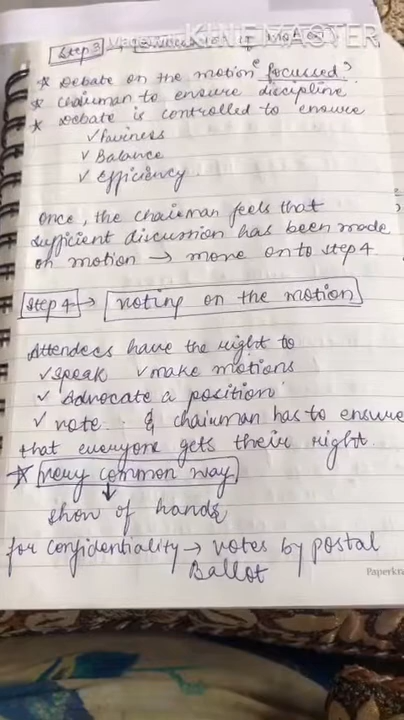 KINEMASTER
Step 3
* Debate on the motion "focussed"
* Chairman to ensure discipline
* Debate is controlled to ensure
✓ Fairness
✓ Balance
✓ Efficiency
Once, the chairman feels that
sufficient discussion has been made
on motion → move on to step 4.
Step 4 → voting on the motion
Attendees have the right to
✓ speak ✓ make motions
✓ Advocate a position
✓ vote & chairman has to ensure
that everyone gets their right.
* Very common way
↓
show of hands
for confidentiality → votes by postal
Ballot